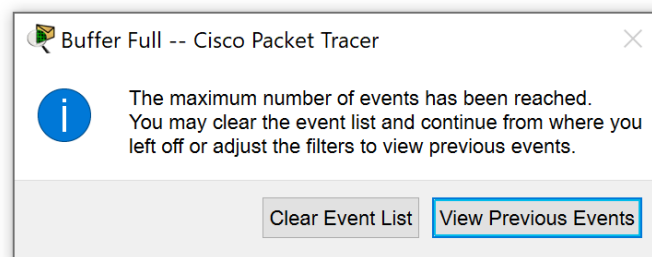 Buffer Full -- Cisco Packet Tracer
The maximum number of events has been reached.
You may clear the event list and continue from where you
left off or adjust the filters to view previous events.
Clear Event List View Previous Events